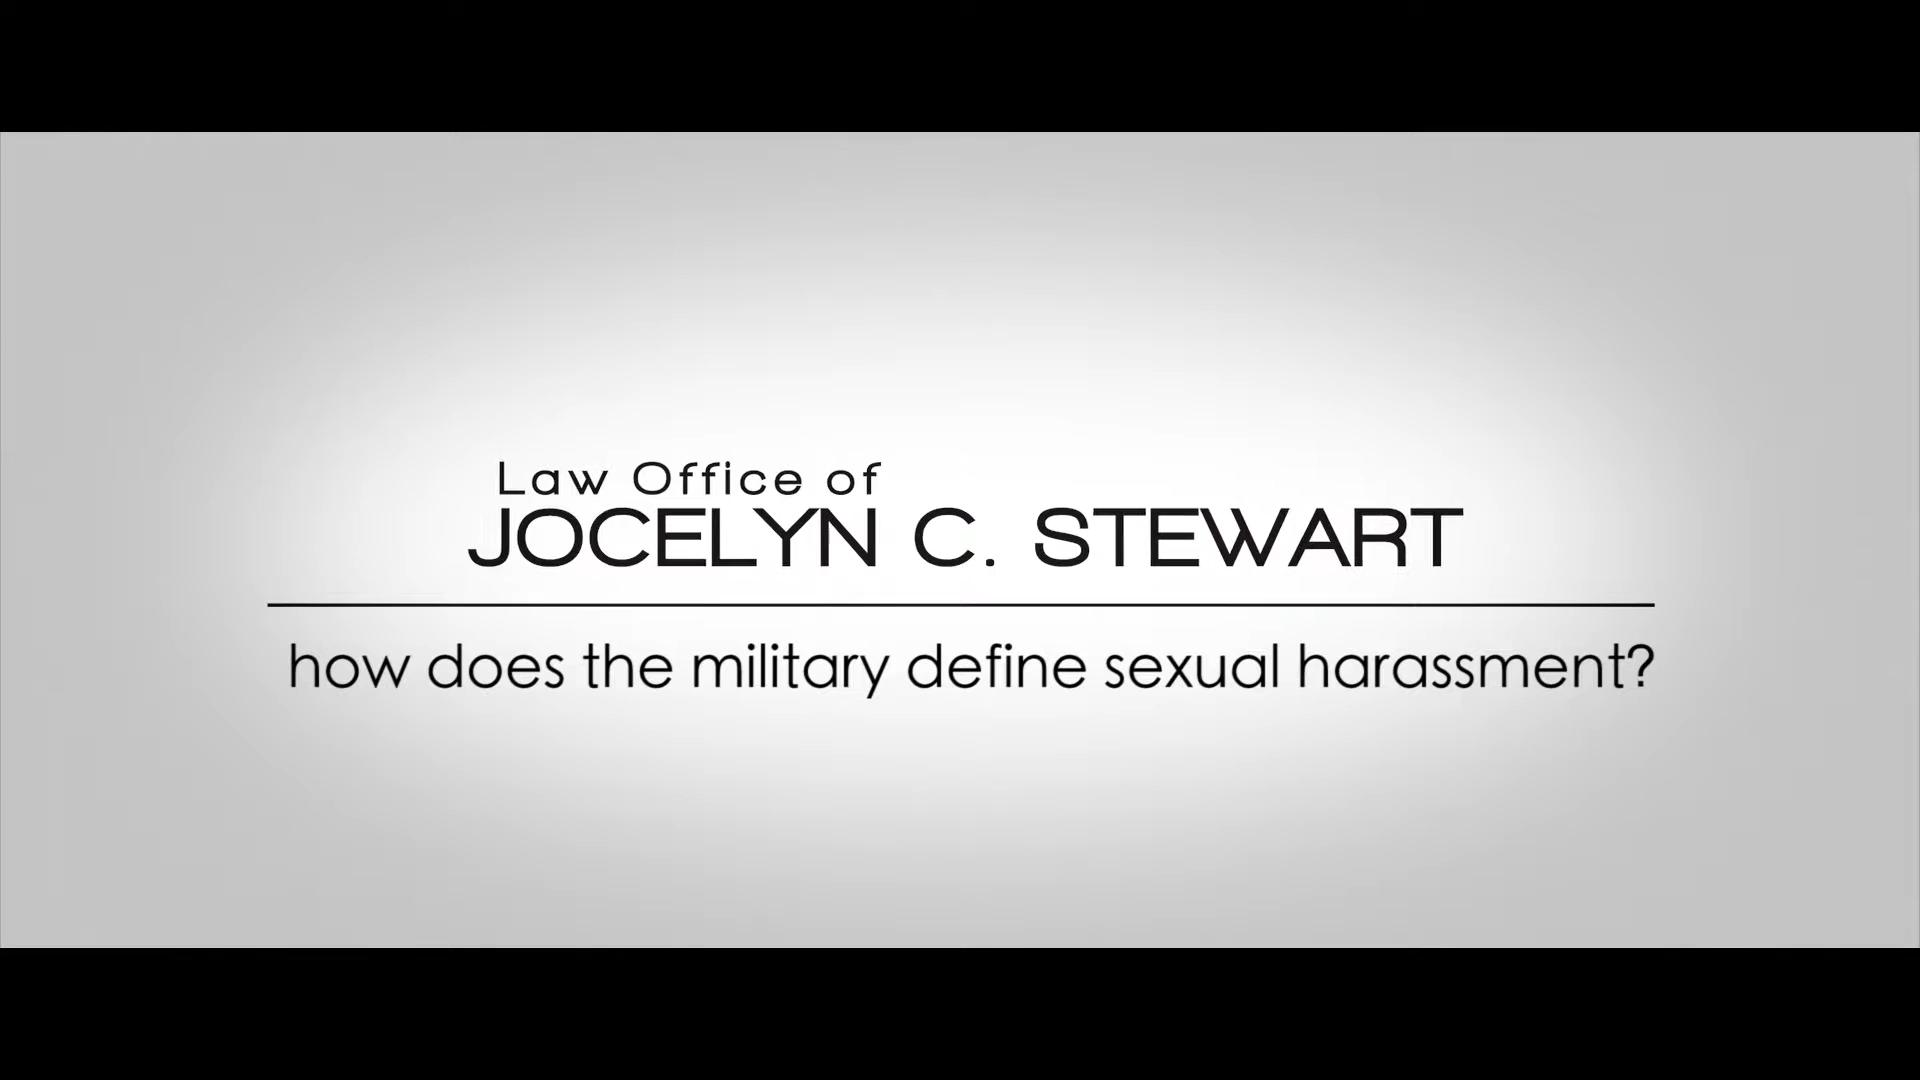 Law Office of
JOCELYN C. STEWART
how does the military define sexual harassment?